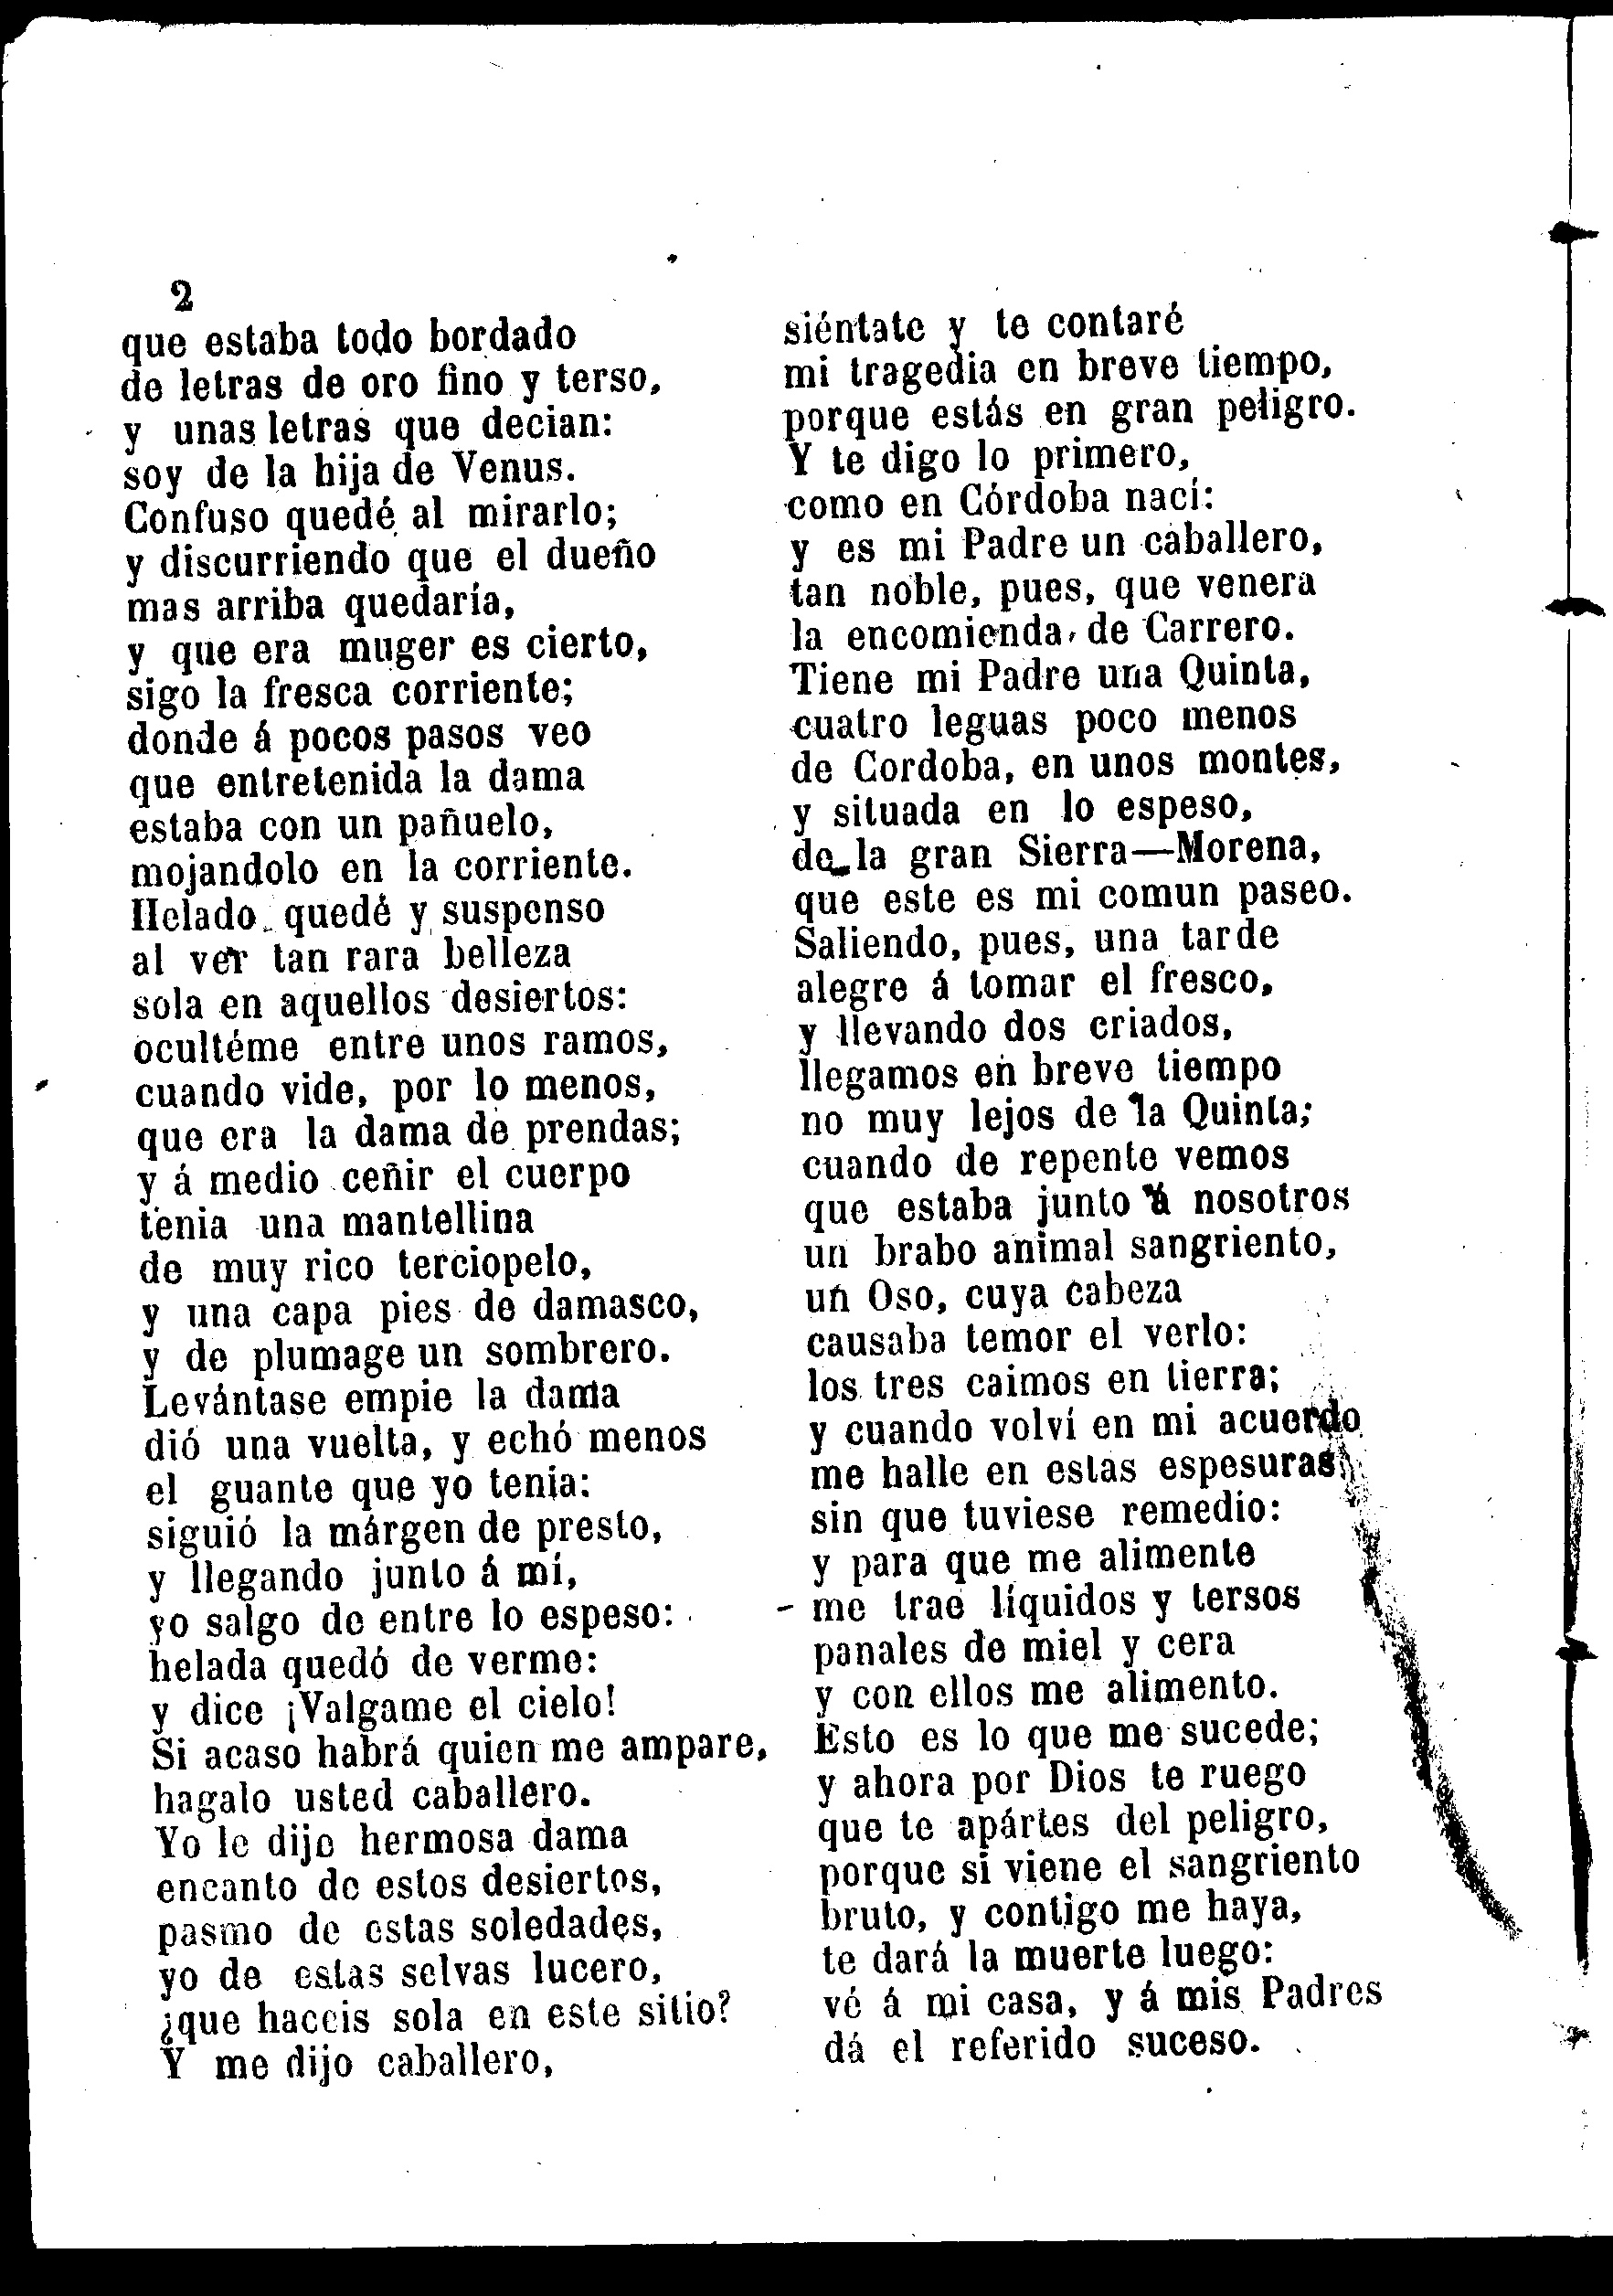 2
que estaba todo bordado
de letras de oro fino y terso,
y unas letras que decian:
soy de la hija de Venus.
Confuso quedé al mirarlo;
y discurriendo que el dueño
mas arriba quedaría,
y que era muger es cierto,
sigo la fresca corriente;
donde á pocos pasos veo
que entretenida la dama
estaba con un pañuelo,
mojandolo en la corriente.
Helado quedé y suspenso
al ver tan rara belleza
sola en aquellos desiertos:
ocultéme entre unos ramos,
cuando vide, por lo menos,
que era la dama de prendas;
y á medio ceñir el cuerpo
tenia una mantellina
de muy rico terciopelo,
y una capa pies de damasco,
y de plumage un sombrero.
Levántase empie la dama
dió una vuelta, y echó menos
el guante que yo tenia:
siguió la márgen de presto,
y llegando junto á mí,
yo salgo de entre lo espeso:
helada quedó de verme:
y dice ¡Valgame el cielo!
Si acaso habrá quien me ampare,
hagalo usted caballero.
Yo le dije hermosa dama
encanto de estos desiertos,
pasmo de estas soledades,
yo de estas selvas lucero,
¿que haceis sola en este sitio?
Y me dijo caballero,
siéntate y te contaré
mi tragedia en breve tiempo,
porque estás en gran peligro.
Y te digo lo primero,
como en Córdoba nací:
y es mi Padre un caballero,
tan noble, pues, que venera
la encomienda de Carrero.
Tiene mi Padre una Quinta,
cuatro leguas poco menos
de Cordoba, en unos montes,
y situada en lo espeso,
de la gran Sierra—Morena,
que este es mi comun paseo.
Saliendo, pues, una tarde
alegre á tomar el fresco,
y llevando dos criados,
llegamos en breve tiempo
no muy lejos de la Quinta;
cuando de repente vemos
que estaba junto á nosotros
un brabo animal sangriento,
un Oso, cuya cabeza
causaba temor el verlo:
los tres caimos en tierra;
y cuando volví en mi acuerdo
me halle en estas espesuras
sin que tuviese remedio:
y para que me alimente
me trae líquidos y tersos
panales de miel y cera
y con ellos me alimento.
Esto es lo que me sucede;
y ahora por Dios te ruego
que te apártes del peligro,
porque si viene el sangriento
bruto, y contigo me haya,
te dará la muerte luego:
vé á mi casa, y á mis Padres
dá el referido suceso.